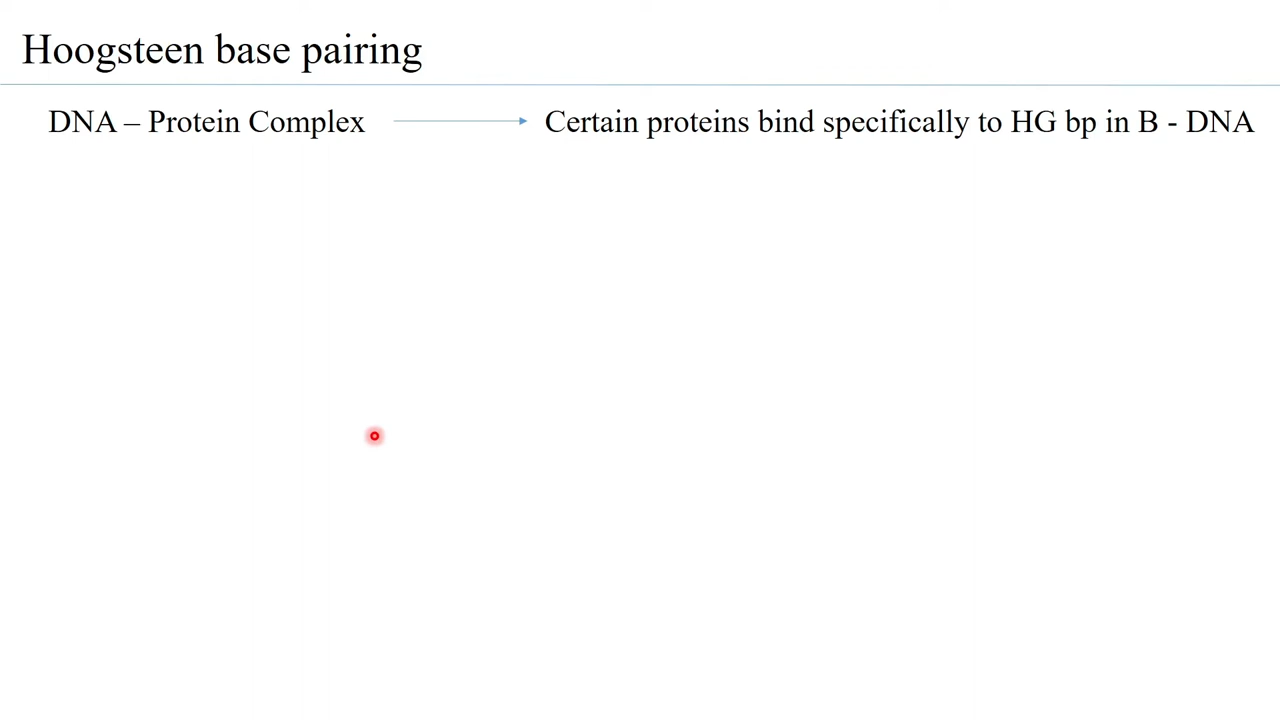 Hoogsteen base pairing
DNA – Protein Complex
Certain proteins bind specifically to HG bp in B - DNA